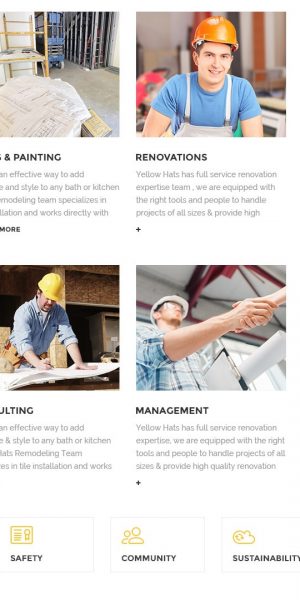 & PAINTING
an effective way to add
e and style to any bath or kitchen
emodeling team specializes in
allation and works directly with
MORE
RENOVATIONS
Yellow Hats has full service renovation
expertise team , we are equipped with
the right tools and people to handle
projects of all sizes & provide high
+
ULTING
an effective way to add
e & style to any bath or kitchen
Hats Remodeling Team
es in tile installation and works
MANAGEMENT
Yellow Hats has full service renovation
expertise, we are equipped with the right
tools and people to handle projects of all
sizes & provide high quality renovation
+
SAFETY
COMMUNITY
SUSTAINABILITY